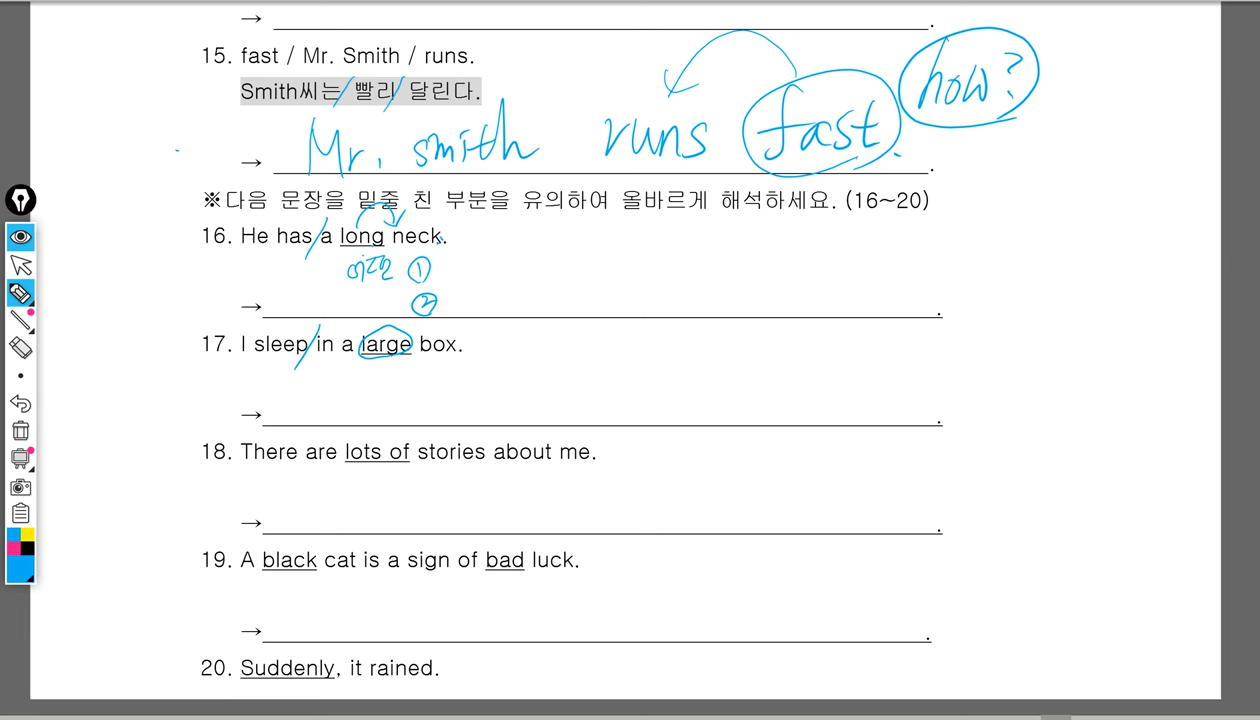 → .
15. fast / Mr. Smith / runs.
how?
Smith씨는 / 빨리 / 달린다.
→ Mr. smith runs fast. .
※다음 문장을 밑줄 친 부분을 유의하여 올바르게 해석하세요. (16~20)
16. He has / a long neck.
①
②
→ .
17. I sleep / in a large box.
→ .
18. There are lots of stories about me.
→ .
19. A black cat is a sign of bad luck.
→ .
20. Suddenly, it rained.